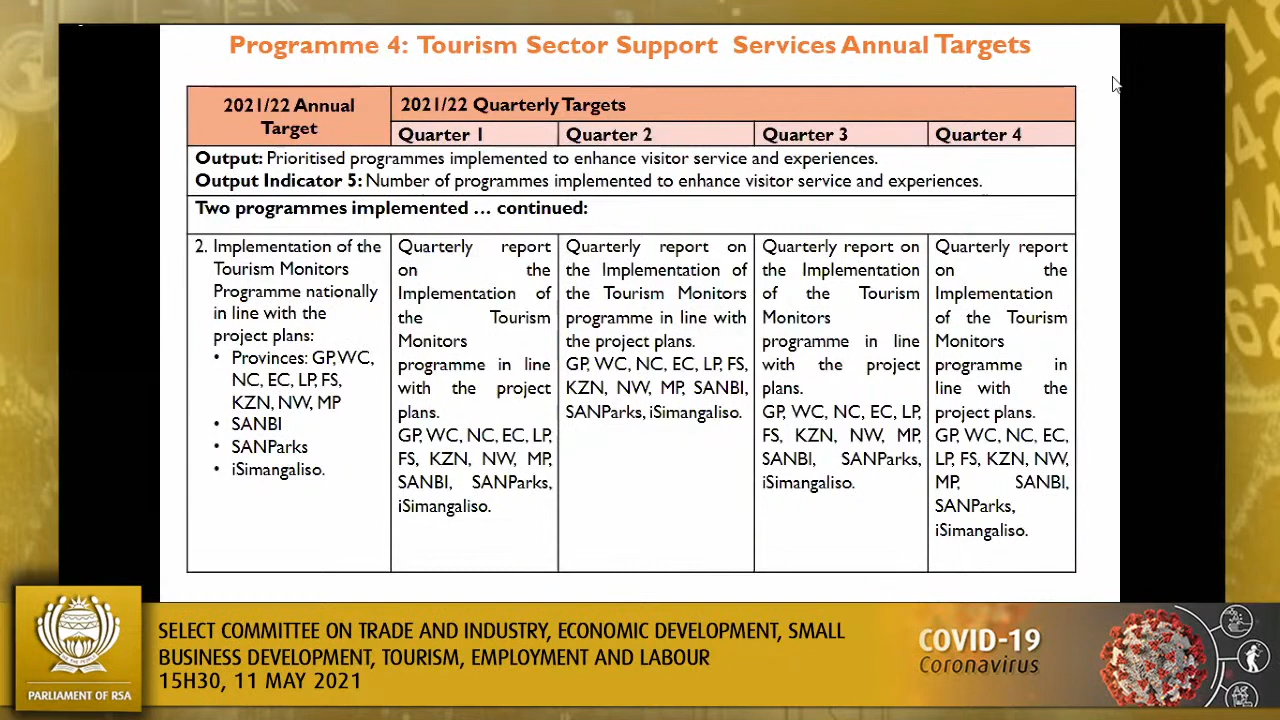 Programme 4: Tourism Sector Support Services Annual Targets
2021/22 Annual
Target
2021/22 Quarterly Targets
Quarter 1
Quarter 2
Quarter 3
Quarter 4
Output: Prioritised programmes implemented to enhance visitor service and experiences.
Output Indicator 5: Number of programmes implemented to enhance visitor service and experiences.
Two programmes implemented … continued:
2. Implementation of the
Tourism Monitors
Programme nationally
in line with the
project plans:
• Provinces: GP, WC,
NC, EC, LP, FS,
KZN, NW, MP
• SANBI
• SANParks
• iSimangaliso.
Quarterly report
on the
Implementation of
the Tourism
Monitors
programme in line
with the project
plans.
GP, WC, NC, EC, LP,
FS, KZN, NW, MP,
SANBI, SANParks,
iSimangaliso.
Quarterly report on
the Implementation of
the Tourism Monitors
programme in line with
the project plans.
GP, WC, NC, EC, LP, FS,
KZN, NW, MP, SANBI,
SANParks, iSimangaliso.
Quarterly report on
the Implementation
of the Tourism
Monitors
programme in line
with the project
plans.
GP, WC, NC, EC, LP,
FS, KZN, NW, MP,
SANBI, SANParks,
iSimangaliso.
Quarterly report
on the
Implementation
of the Tourism
Monitors
programme in
line with the
project plans.
GP, WC, NC, EC,
LP, FS, KZN, NW,
MP, SANBI,
SANParks,
iSimangaliso.
PARLIAMENT OF RSA
SELECT COMMITTEE ON TRADE AND INDUSTRY, ECONOMIC DEVELOPMENT, SMALL
BUSINESS DEVELOPMENT, TOURISM, EMPLOYMENT AND LABOUR
15H30, 11 MAY 2021
COVID-19
Coronavirus